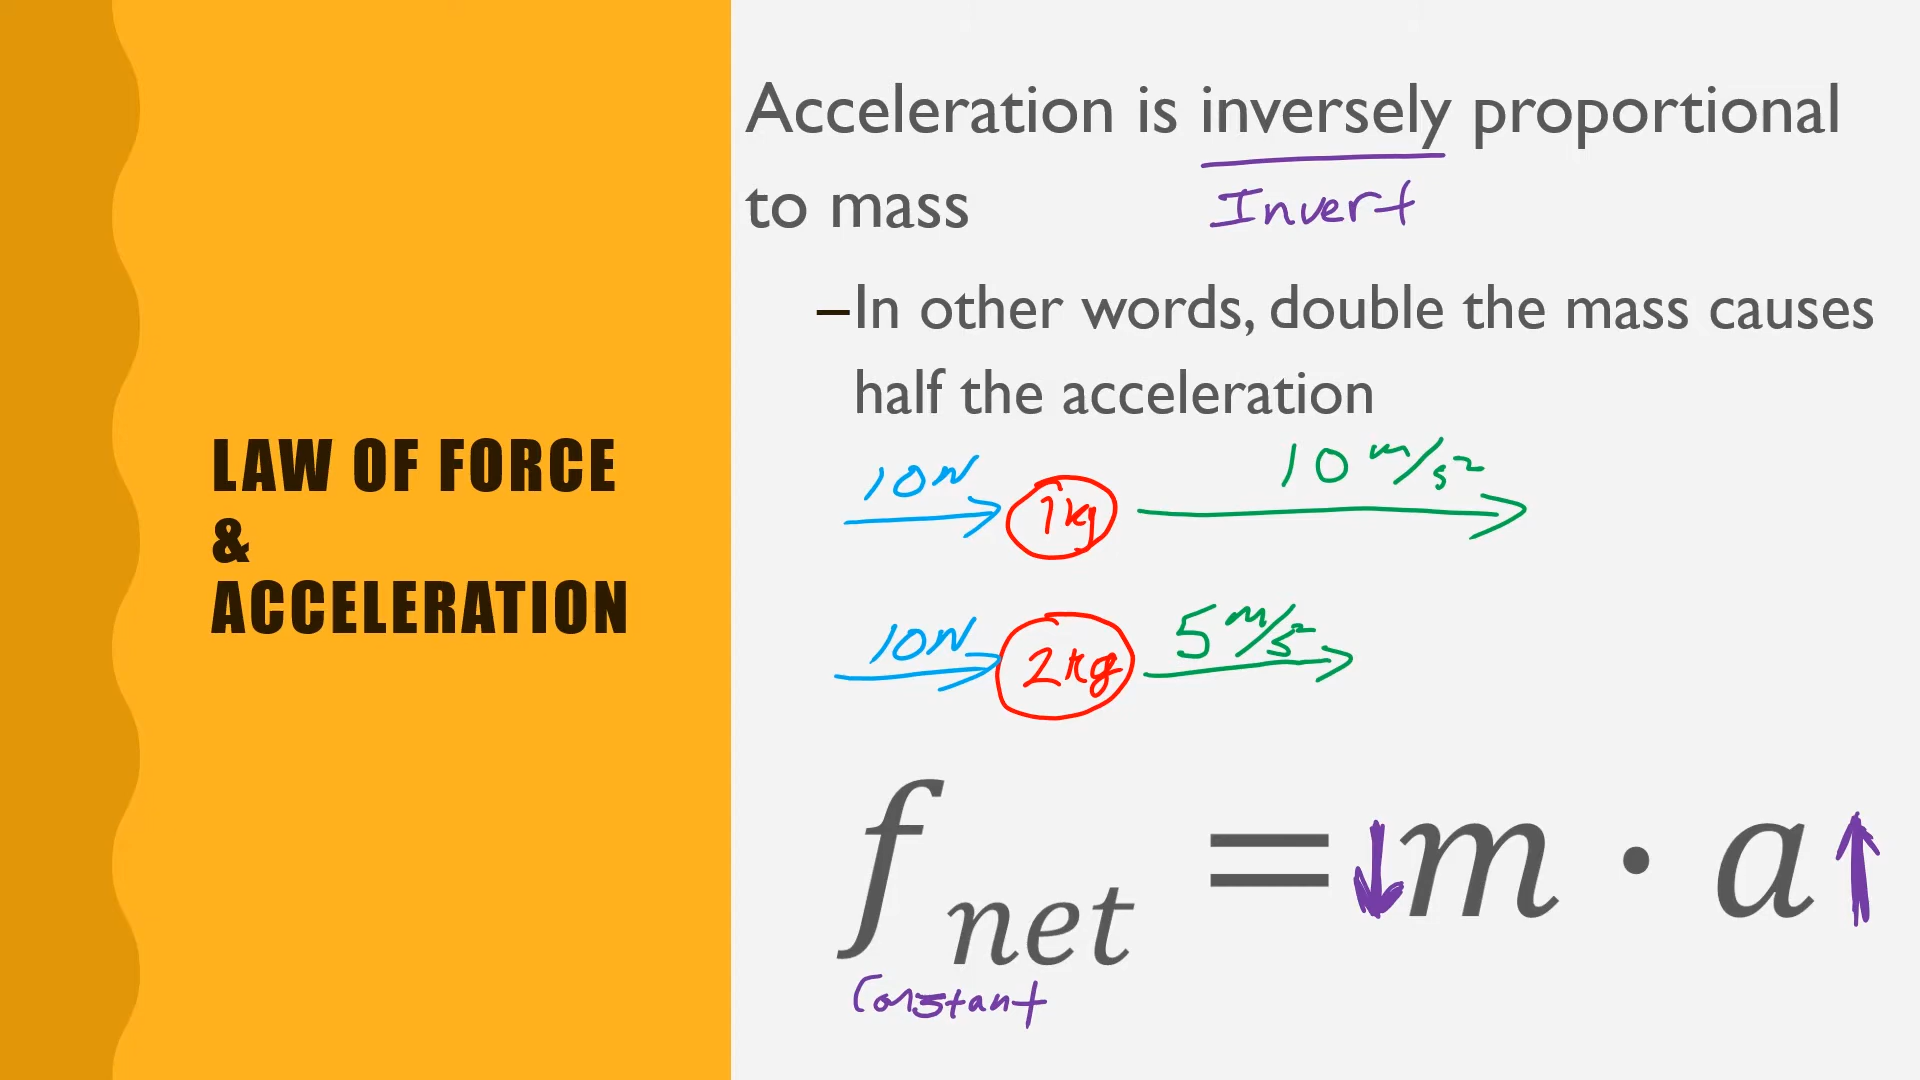 LAW OF FORCE
&
ACCELERATION
Acceleration is inversely proportional
to mass
Invert
–In other words, double the mass causes
half the acceleration
10N 1kg 10 m/s²
10N 2kg 5 m/s²
f net = ↓m · a↑
Constant